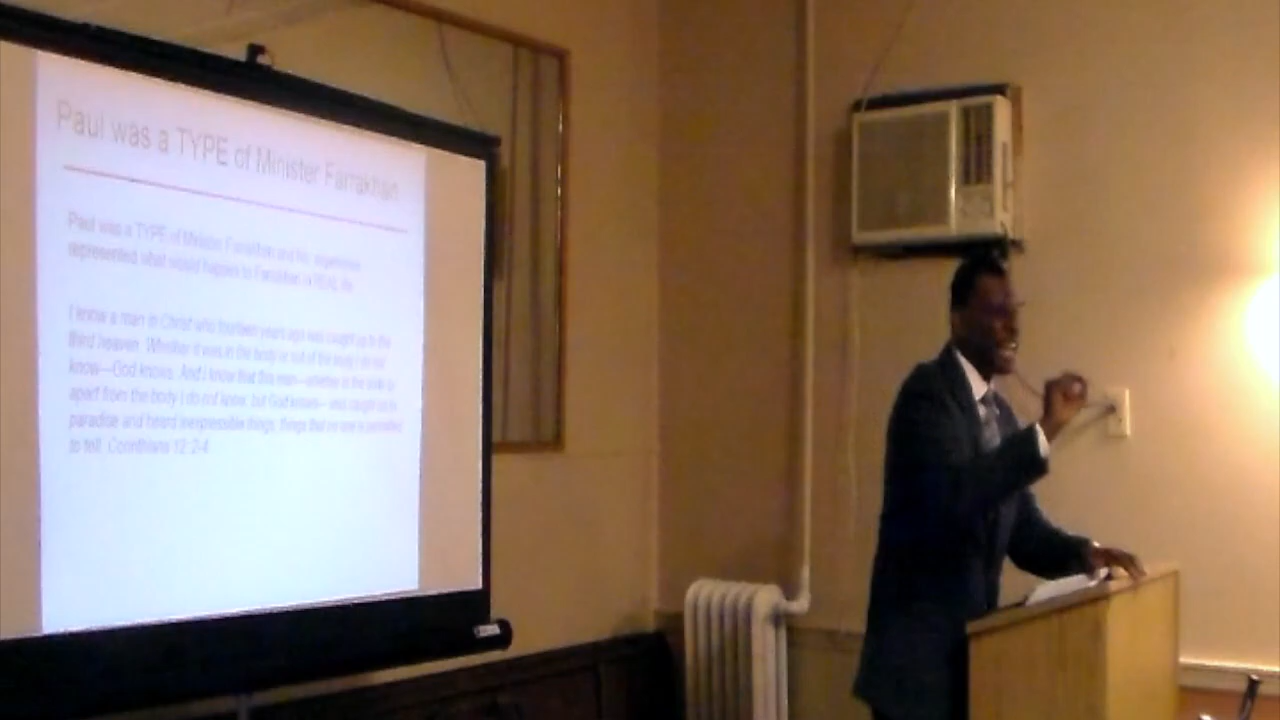 Paul was a TYPE of Minister Farrakhan
Paul was a TYPE of Minister Farrakhan and his experiences
represented what would happen to Farrakhan in REAL life
I know a man in Christ who fourteen years ago was caught up to the
third heaven. Whether it was in the body or out of the body I do not
know—God knows. And I know that this man—whether in the body or
apart from the body I do not know, but God knows— was caught up to
paradise and heard inexpressible things, things that no one is permitted
to tell. Corinthians 12: 2-4